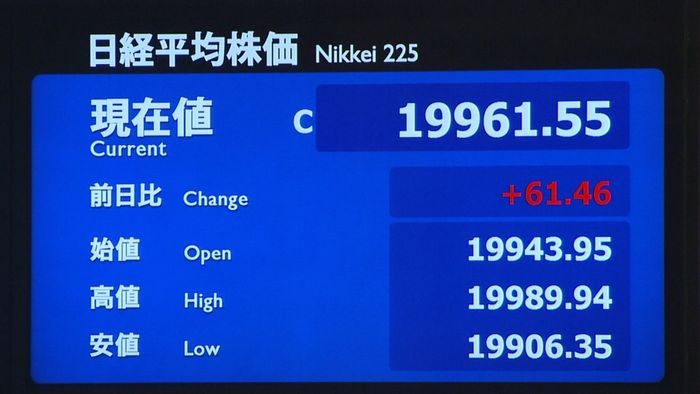 日経平均株価 Nikkei 225
現在値 C 19961.55
Current
前日比 Change +61.46
始値 Open 19943.95
高値 High 19989.94
安値 Low 19906.35